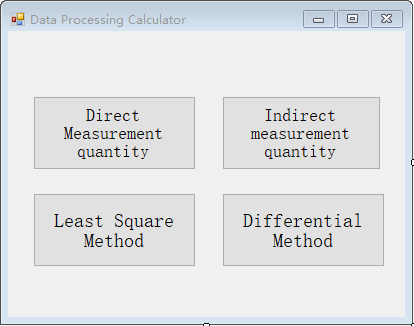 Data Processing Calculator
Direct
Measurement
quantity
Indirect
measurement
quantity
Least Square
Method
Differential
Method